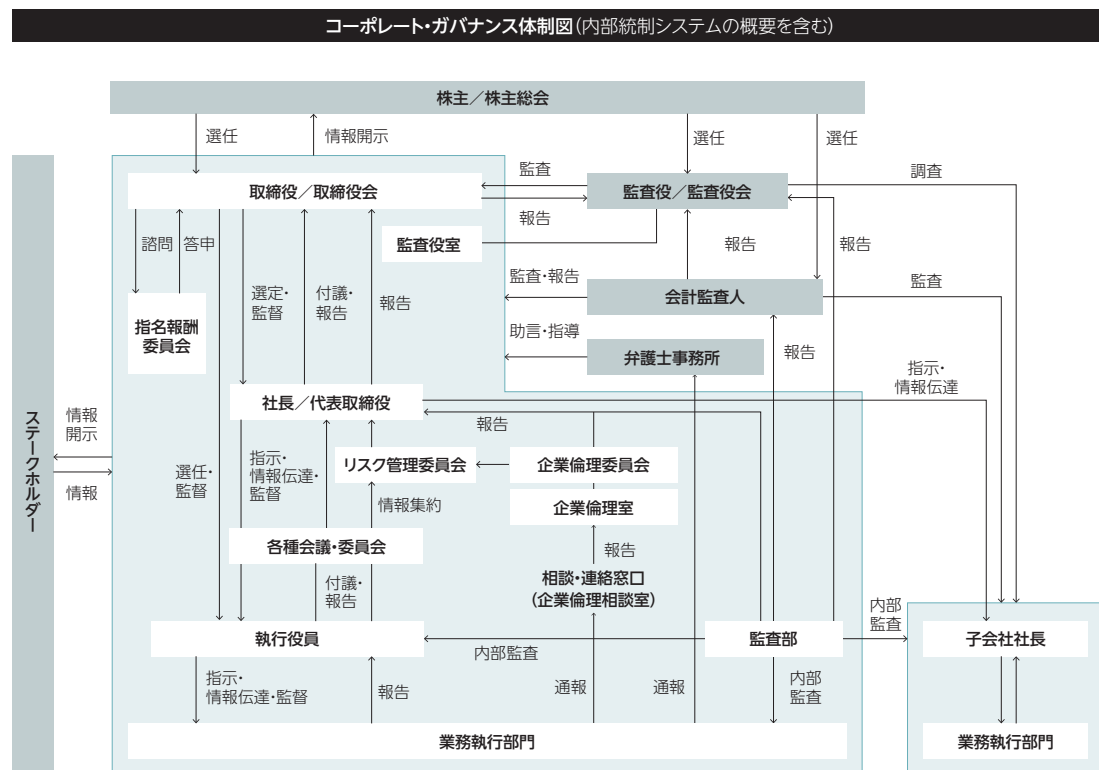 コーポレート・ガバナンス体制図(内部統制システムの概要を含む)
株主／株主総会
選任
情報開示
選任
選任
取締役／取締役会
監査
報告
監査役／監査役会
調査
監査役室
諮問
答申
報告
報告
選定・
監督
付議・
報告
報告
監査・報告
会計監査人
監査
指名報酬
委員会
助言・指導
弁護士事務所
報告
指示・
情報伝達
社長／代表取締役
報告
ステークホルダー
情報
開示
情報
選任・
監督
指示・
情報伝達・
監督
リスク管理委員会
企業倫理委員会
情報集約
企業倫理室
各種会議・委員会
報告
付議・
報告
相談・連絡窓口
(企業倫理相談室)
執行役員
内部監査
監査部
内部
監査
子会社社長
指示・
情報伝達・監督
報告
通報
通報
内部
監査
業務執行部門
業務執行部門